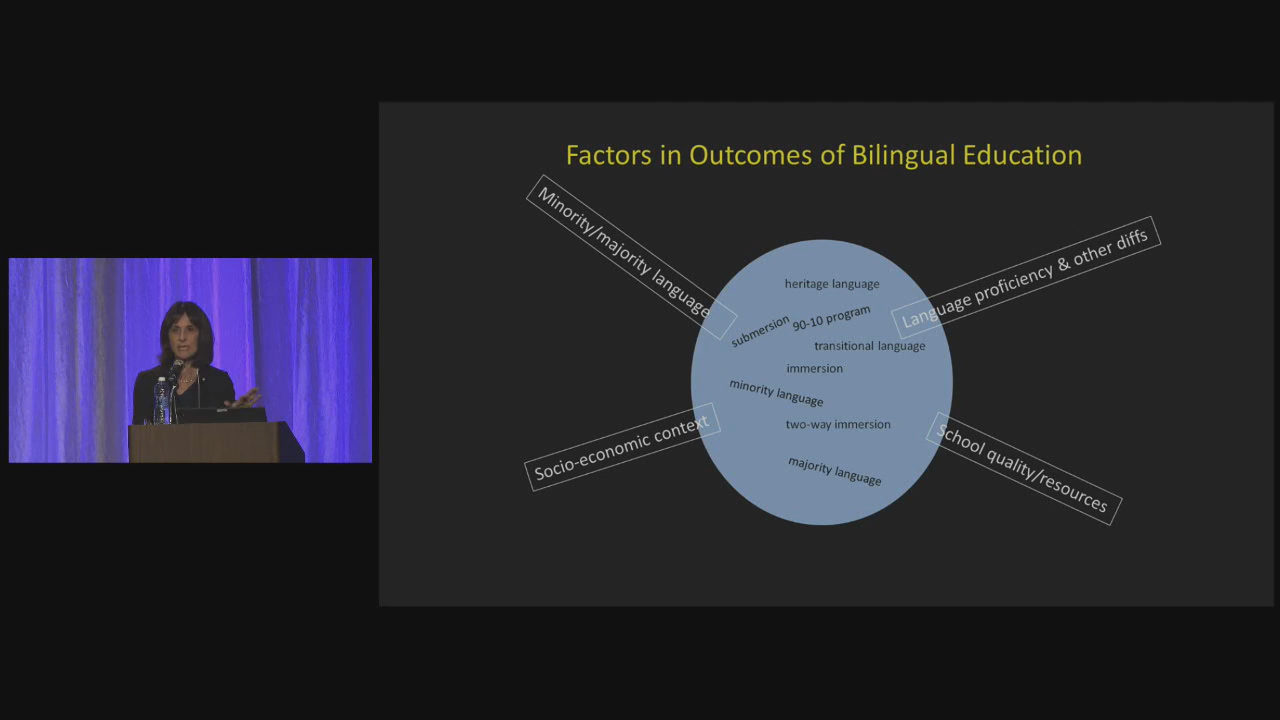 Factors in Outcomes of Bilingual Education
Minority/majority language
Language proficiency & other diffs
heritage language
submersion
90-10 program
transitional language
immersion
minority language
two-way immersion
majority language
Socio-economic context
School quality/resources